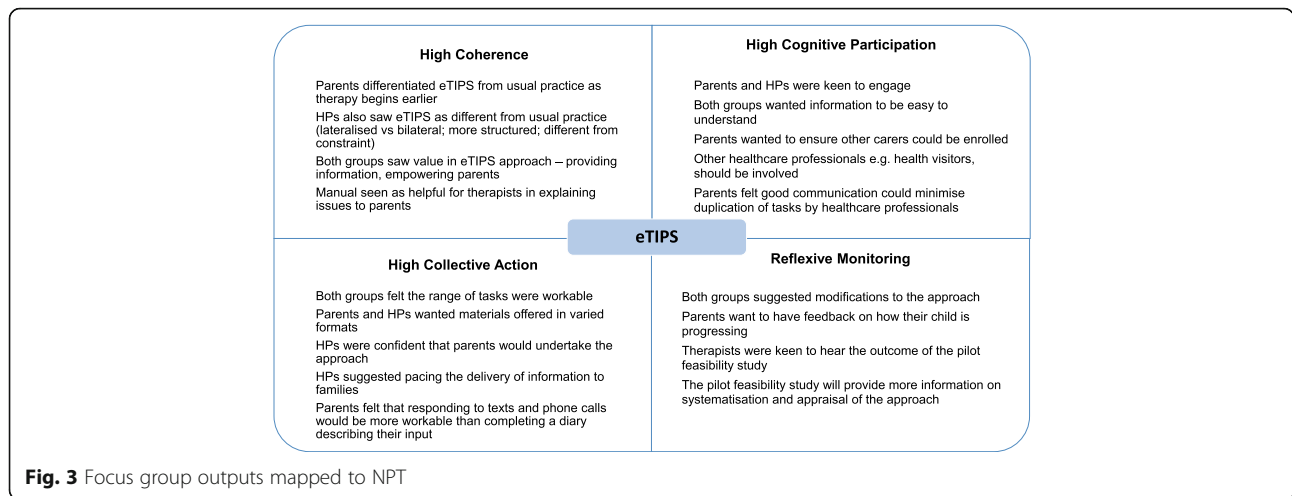 High Coherence
Parents differentiated eTIPS from usual practice as
therapy begins earlier
HPs also saw eTIPS as different from usual practice
(lateralised vs bilateral; more structured; different from
constraint)
Both groups saw value in eTIPS approach – providing
information, empowering parents
Manual seen as helpful for therapists in explaining
issues to parents
High Cognitive Participation
Parents and HPs were keen to engage
Both groups wanted information to be easy to
understand
Parents wanted to ensure other carers could be enrolled
Other healthcare professionals e.g. health visitors,
should be involved
Parents felt good communication could minimise
duplication of tasks by healthcare professionals
eTIPS
High Collective Action
Both groups felt the range of tasks were workable
Parents and HPs wanted materials offered in varied
formats
HPs were confident that parents would undertake the
approach
HPs suggested pacing the delivery of information to
families
Parents felt that responding to texts and phone calls
would be more workable than completing a diary
describing their input
Reflexive Monitoring
Both groups suggested modifications to the approach
Parents want to have feedback on how their child is
progressing
Therapists were keen to hear the outcome of the pilot
feasibility study
The pilot feasibility study will provide more information on
systematisation and appraisal of the approach
Fig. 3 Focus group outputs mapped to NPT